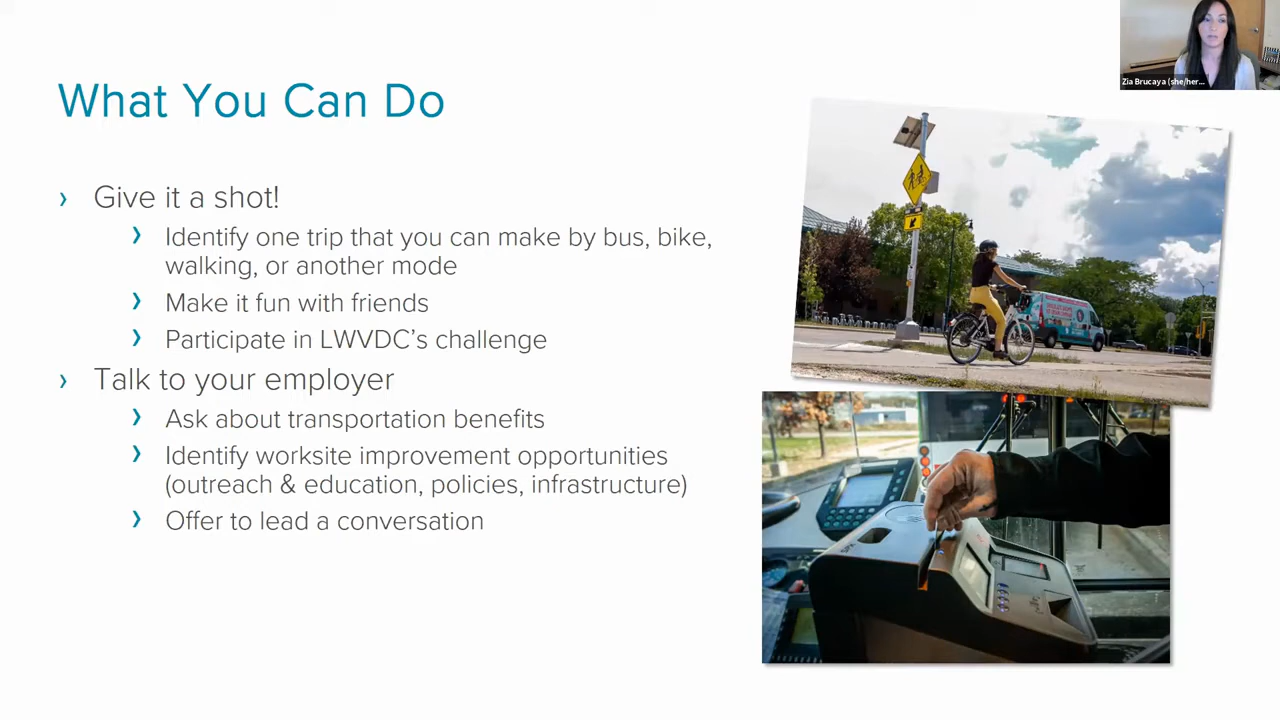 Zia Brucaya (she/her...
What You Can Do
› Give it a shot!
› Identify one trip that you can make by bus, bike,
walking, or another mode
› Make it fun with friends
› Participate in LWVDC’s challenge
› Talk to your employer
› Ask about transportation benefits
› Identify worksite improvement opportunities
(outreach & education, policies, infrastructure)
› Offer to lead a conversation